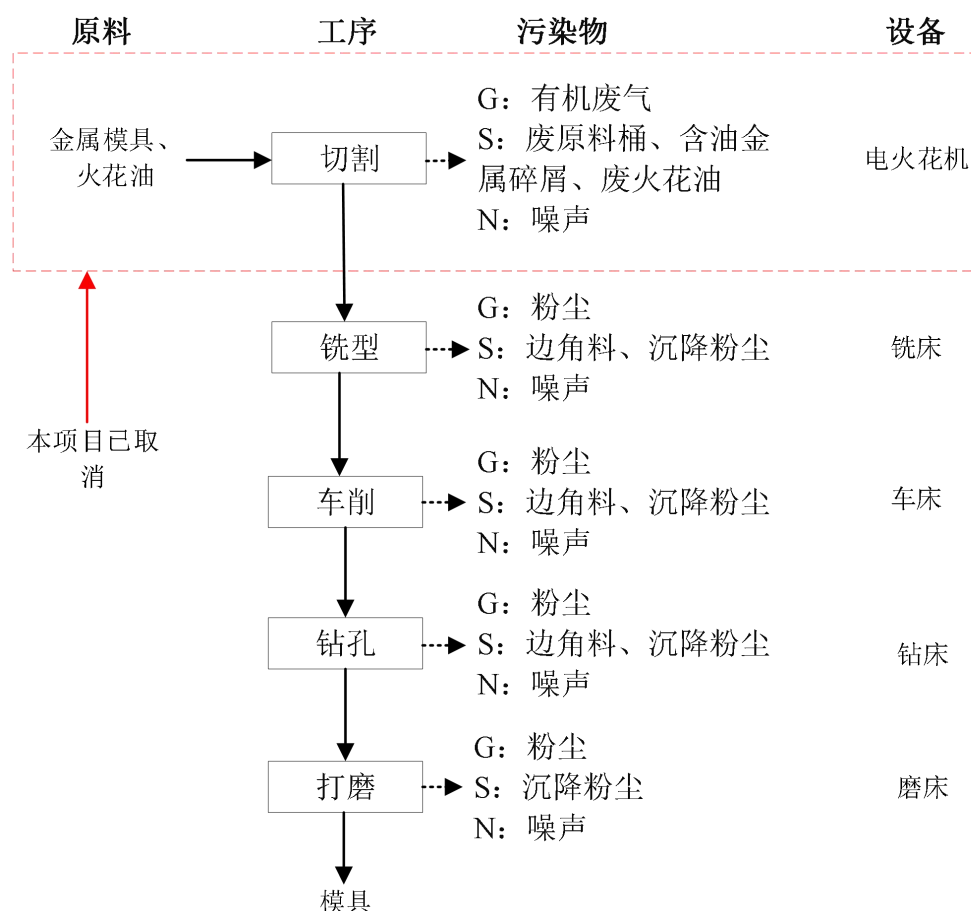 原料 工序 污染物 设备
金属模具、
火花油
切割
G：有机废气
S：废原料桶、含油金
属碎屑、废火花油
N：噪声
电火花机
铣型
G：粉尘
S：边角料、沉降粉尘
N：噪声
铣床
本项目已取
消
车削
G：粉尘
S：边角料、沉降粉尘
N：噪声
车床
钻孔
G：粉尘
S：边角料、沉降粉尘
N：噪声
钻床
打磨
G：粉尘
S：沉降粉尘
N：噪声
磨床
模具